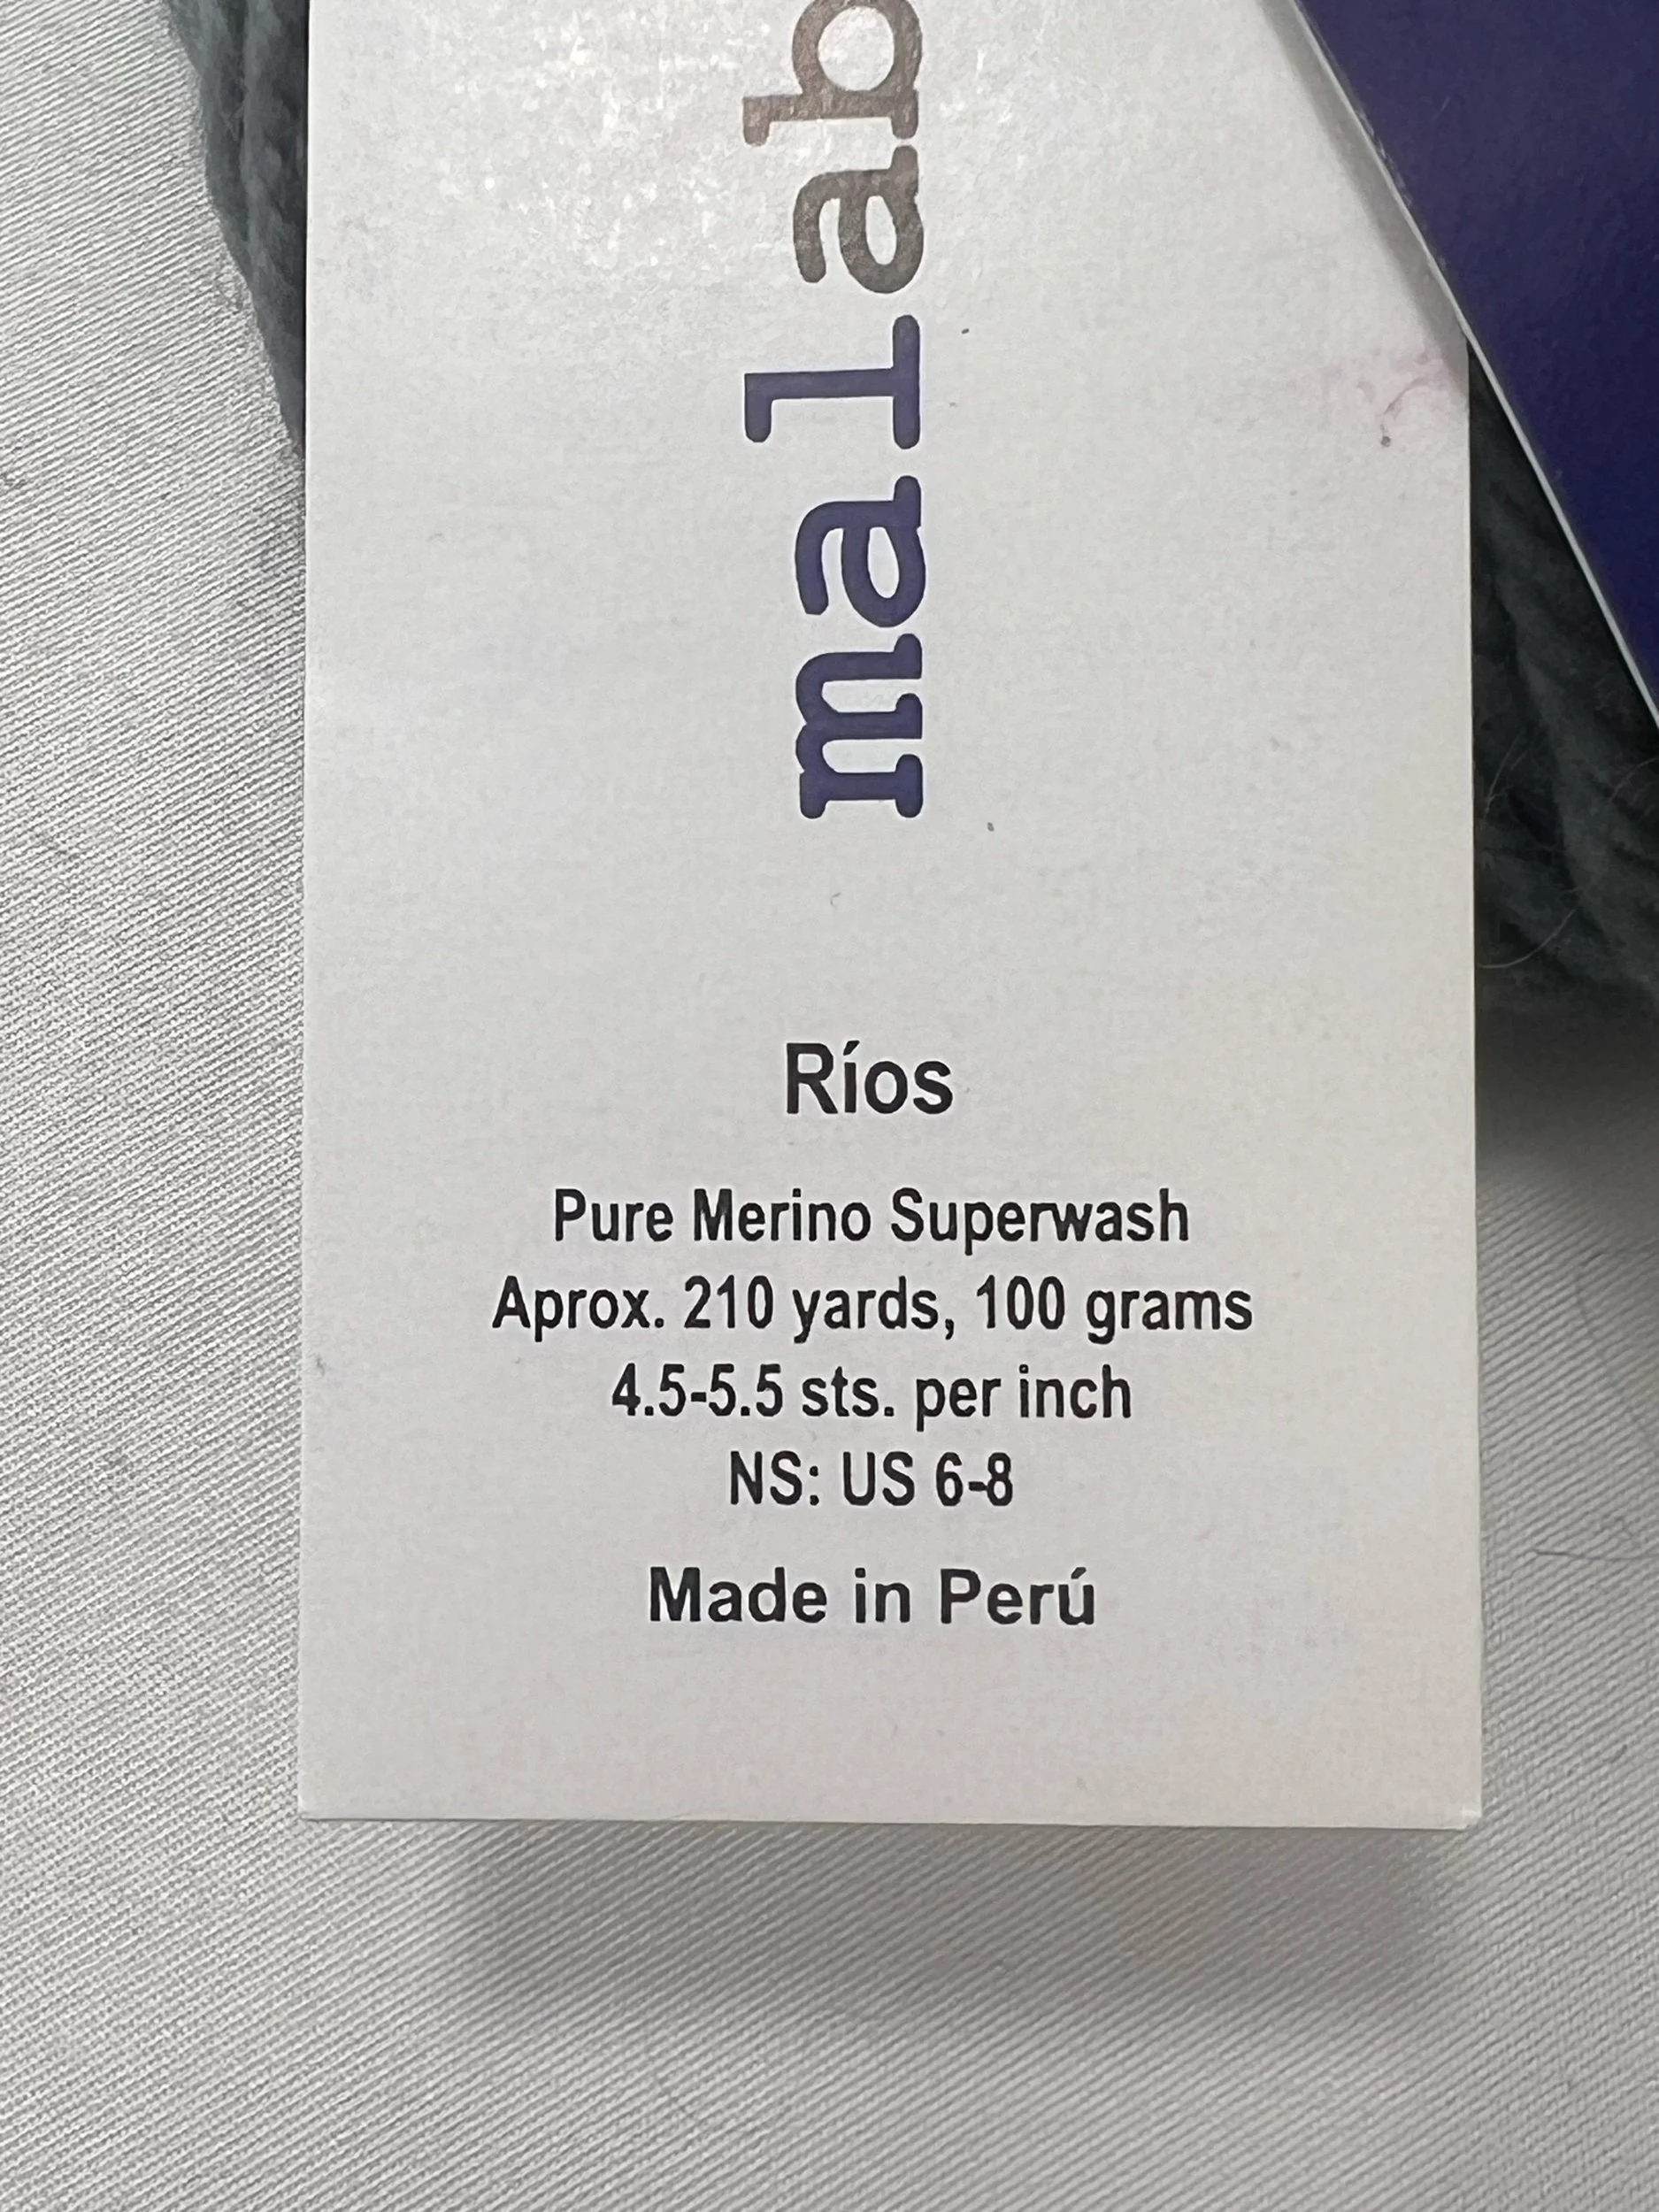 malab
Ríos
Pure Merino Superwash
Aprox. 210 yards, 100 grams
4.5-5.5 sts. per inch
NS: US 6-8
Made in Perú